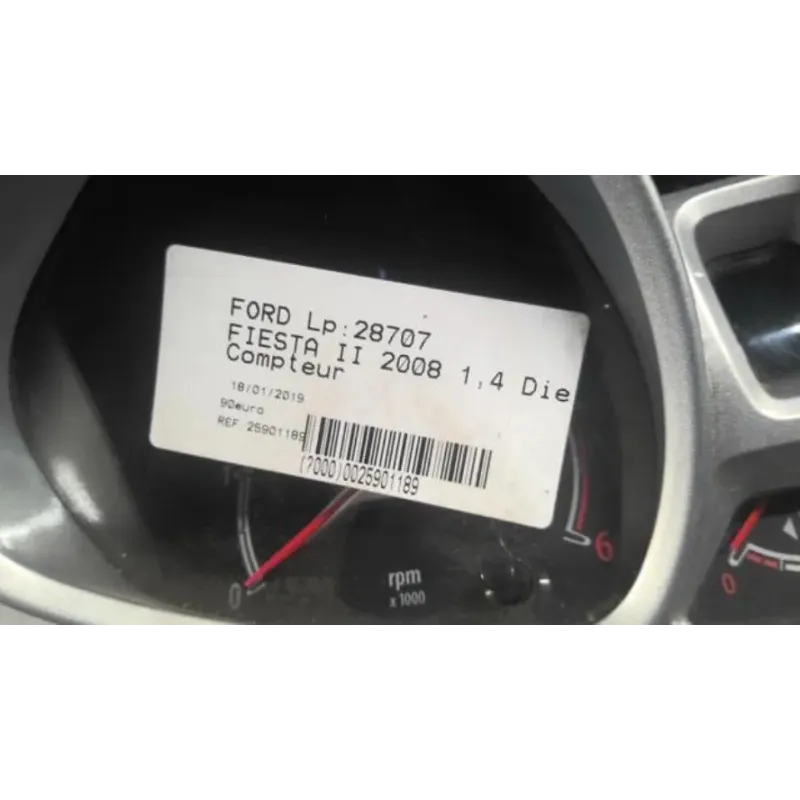 FORD Lp:28707
FIESTA II 2008 1,4 Die
Compteur
18/01/2019
90euro
REF 25901189
(7000)0025901189
0
6
rpm
x 1000
0